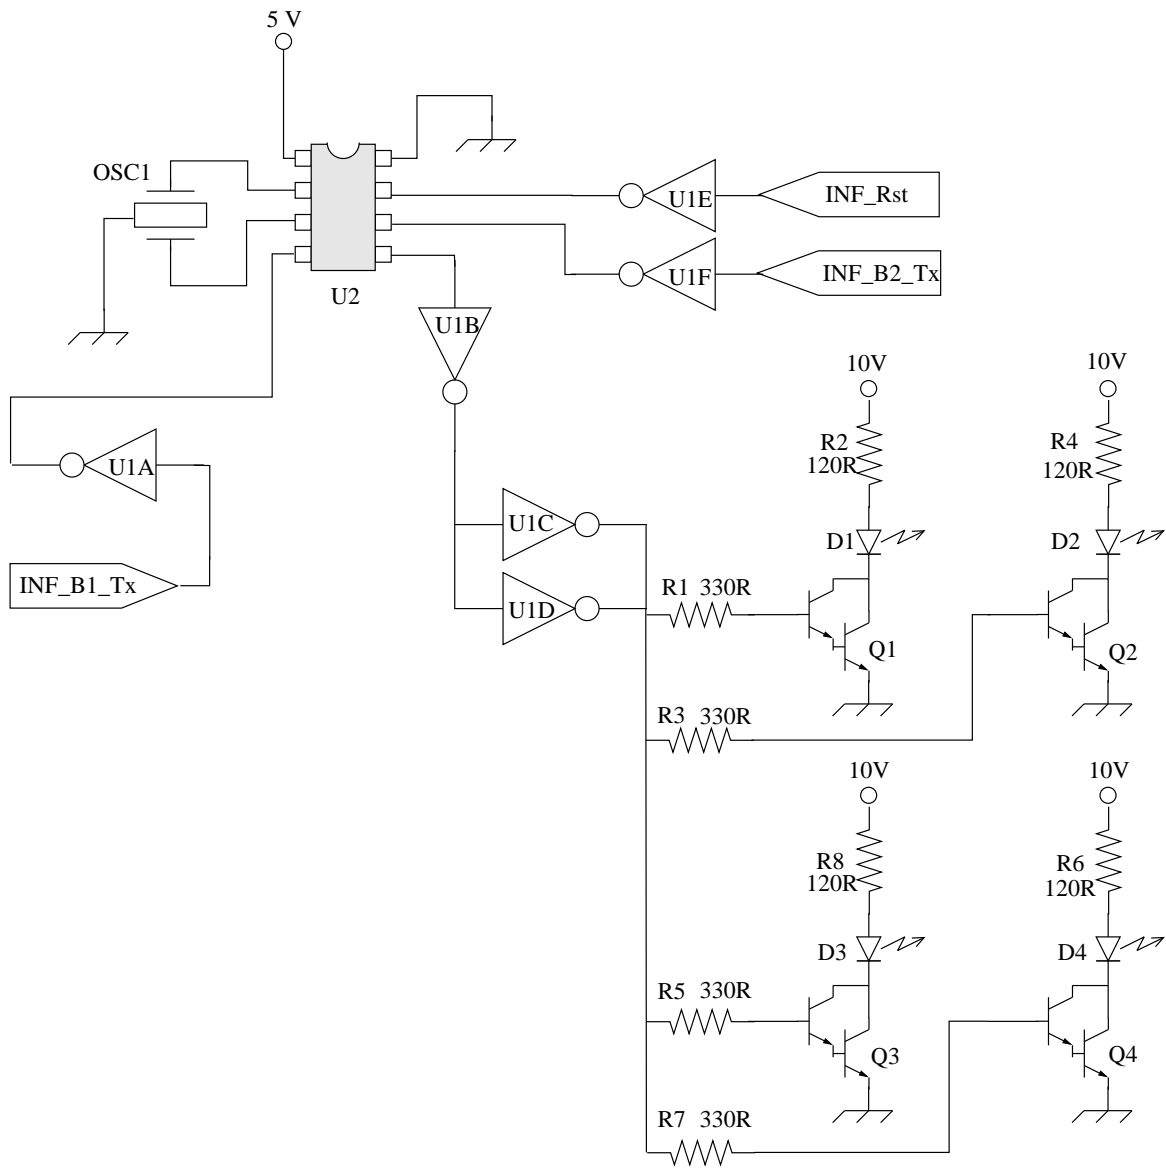 5 V
OSC1
U1E
INF_Rst
U1F
INF_B2_Tx
U2
U1B
10V
10V
R2
120R
R4
120R
U1A
U1C
D1
D2
INF_B1_Tx
U1D
R1 330R
Q1
Q2
R3 330R
10V
10V
R8
120R
R6
120R
D3
D4
R5 330R
Q3
Q4
R7 330R